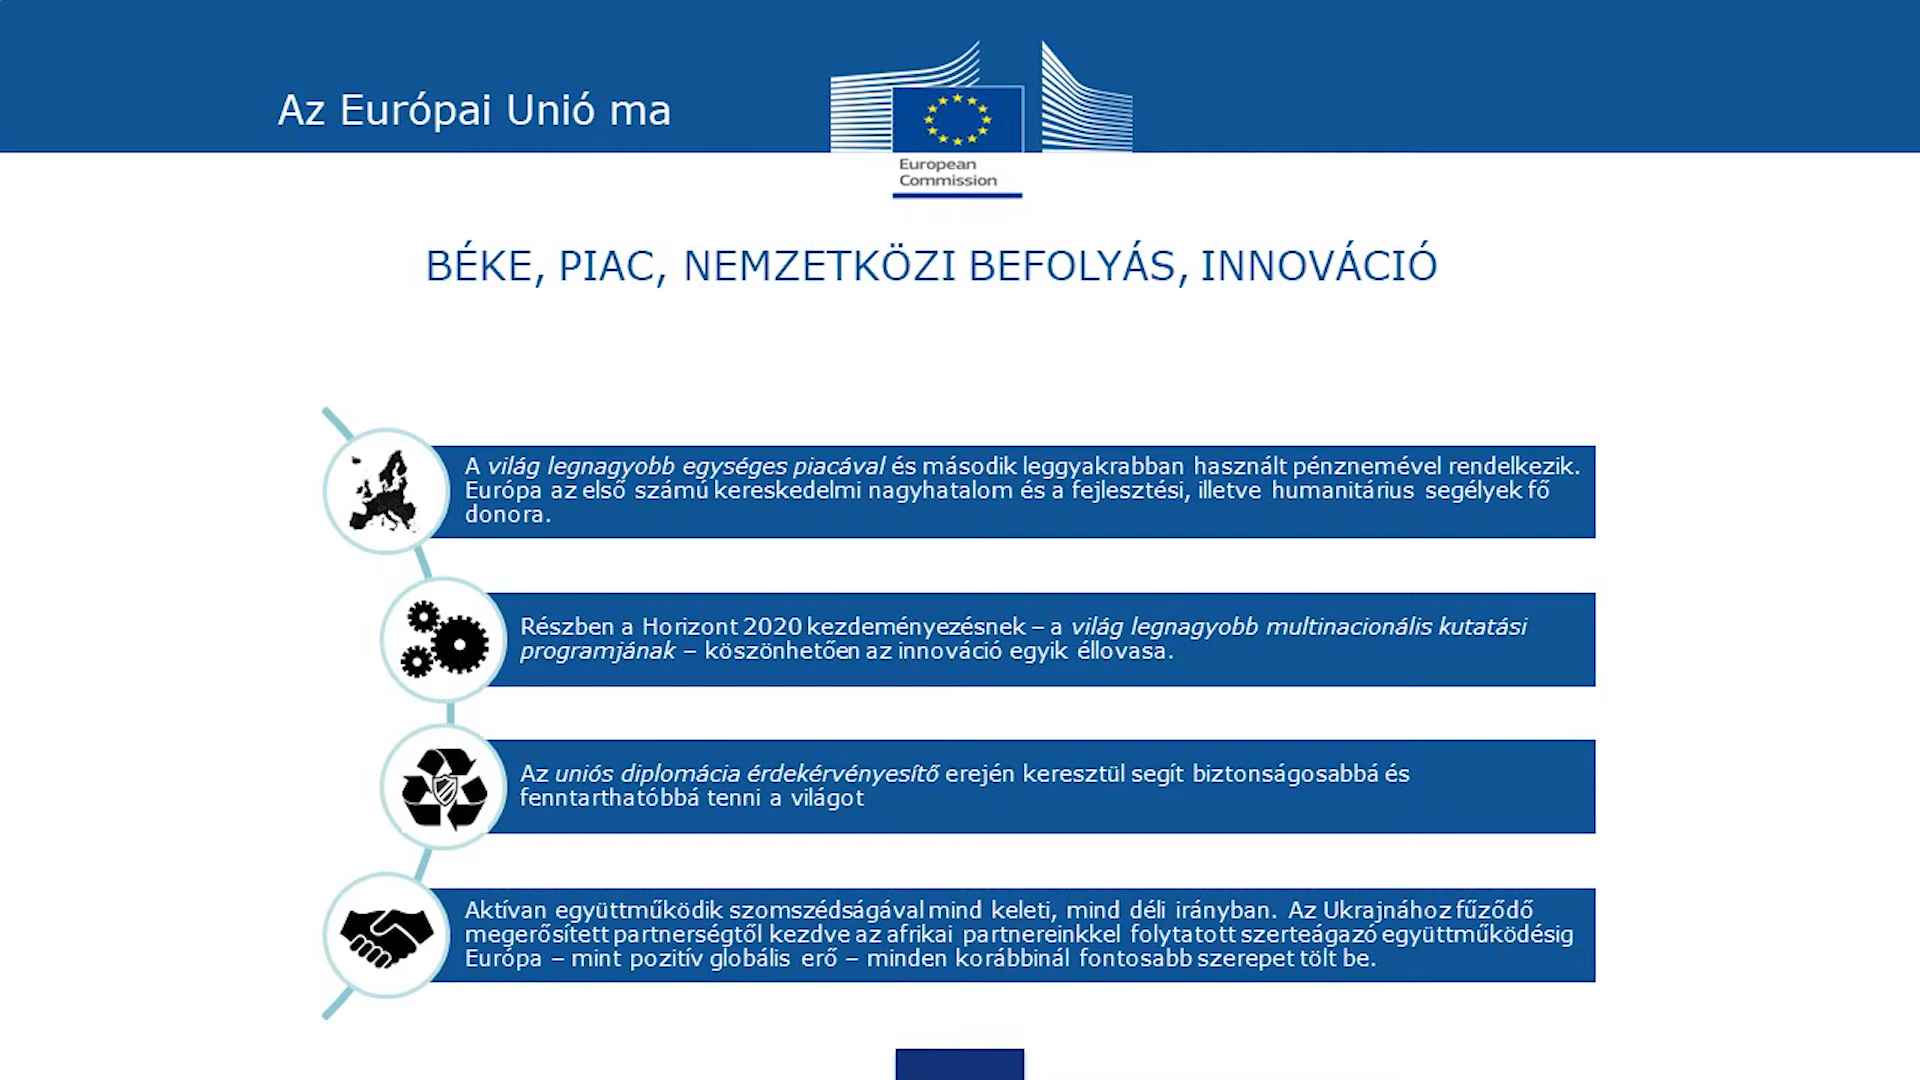 Az Európai Unió ma
European
Commission
BÉKE, PIAC, NEMZETKÖZI BEFOLYÁS, INNOVÁCIÓ
A világ legnagyobb egységes piacával és második leggyakrabban használt pénznemével rendelkezik.
Európa az első számú kereskedelmi nagyhatalom és a fejlesztési, illetve humanitárius segélyek fő
donora.
Részben a Horizont 2020 kezdeményezésnek – a világ legnagyobb multinacionális kutatási
programjának – köszönhetően az innováció egyik éllovasa.
Az uniós diplomácia érdekérvényesítő erején keresztül segít biztonságosabbá és
fenntarthatóbbá tenni a világot
Aktívan együttműködik szomszédságával mind keleti, mind déli irányban. Az Ukrajnához fűződő
megerősített partnerségtől kezdve az afrikai partnereinkkel folytatott szerteágazó együttműködésig
Európa – mint pozitív globális erő – minden korábbinál fontosabb szerepet tölt be.